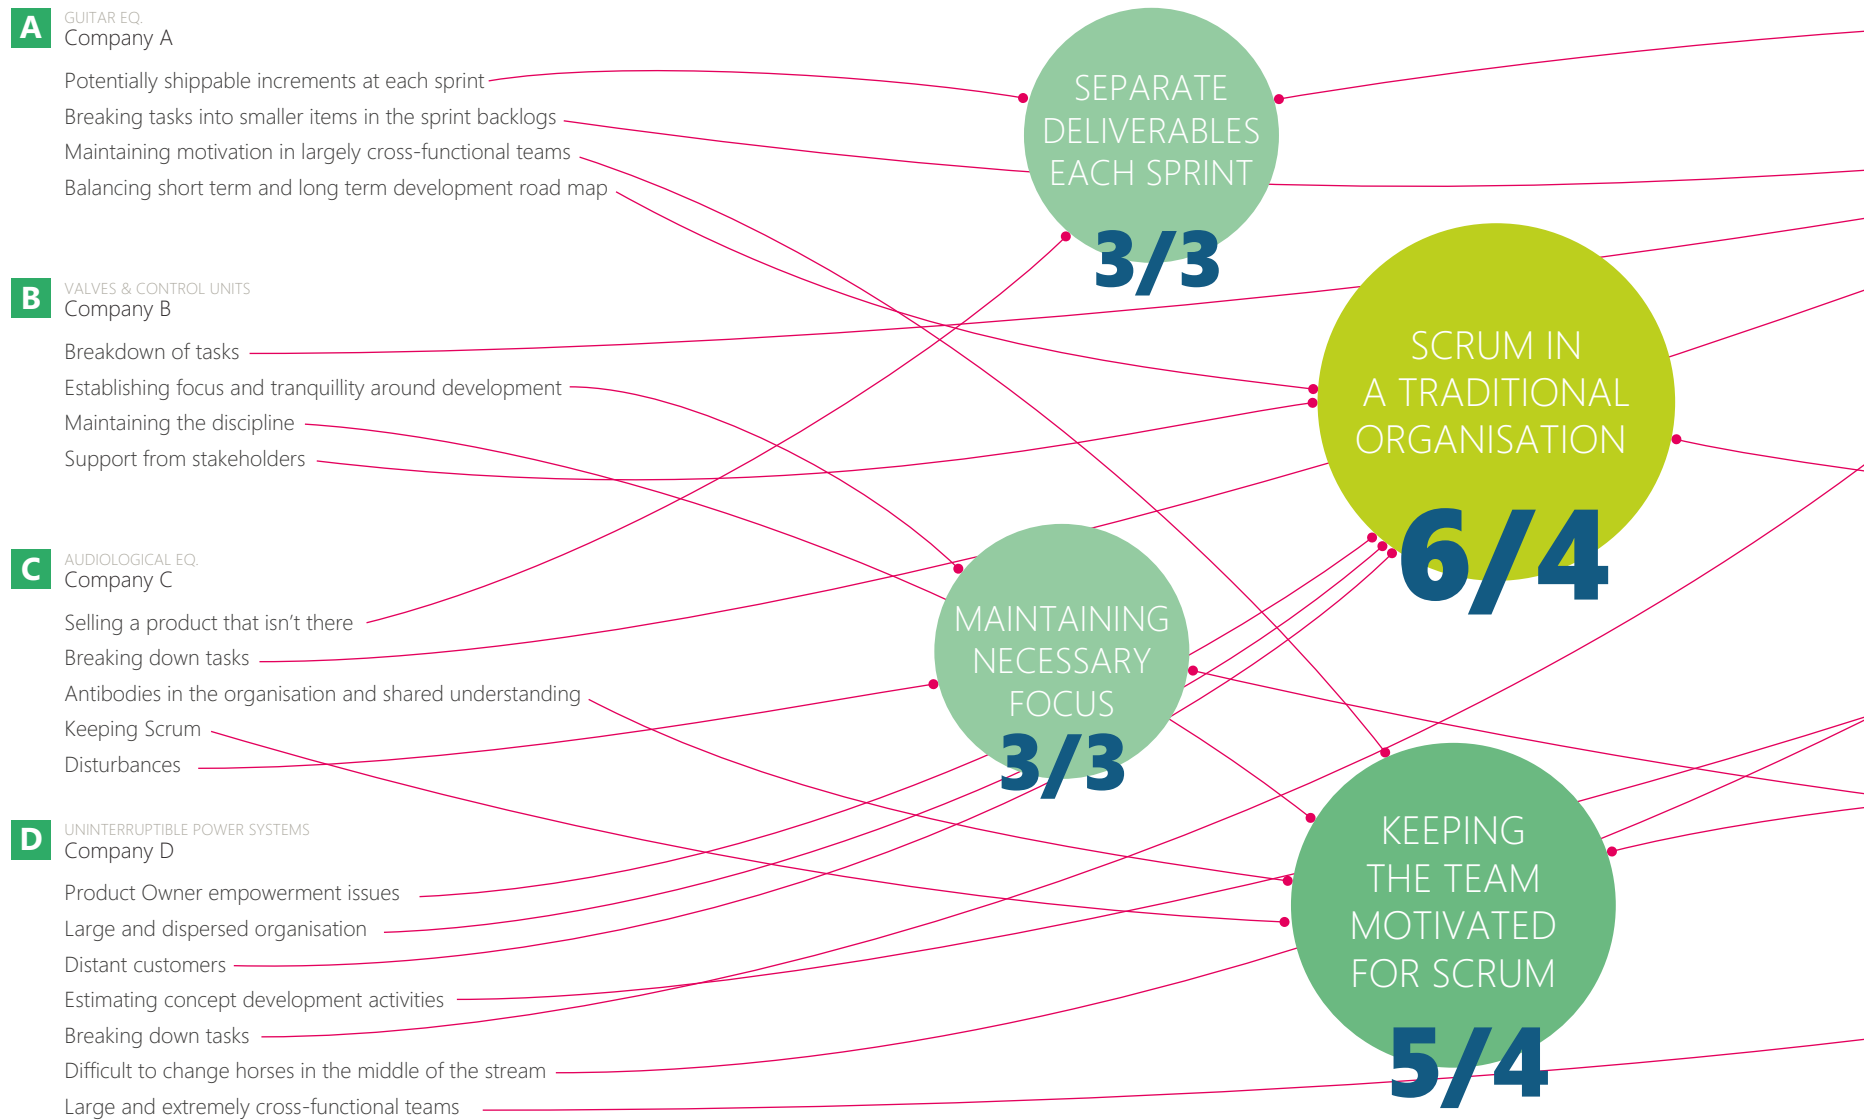 A
GUITAR EQ.
Company A
Potentially shippable increments at each sprint
Breaking tasks into smaller items in the sprint backlogs
Maintaining motivation in largely cross-functional teams
Balancing short term and long term development road map
B
VALVES & CONTROL UNITS
Company B
Breakdown of tasks
Establishing focus and tranquillity around development
Maintaining the discipline
Support from stakeholders
C
AUDIOLOGICAL EQ.
Company C
Selling a product that isn't there
Breaking down tasks
Antibodies in the organisation and shared understanding
Keeping Scrum
Disturbances
D
UNINTERRUPTIBLE POWER SYSTEMS
Company D
Product Owner empowerment issues
Large and dispersed organisation
Distant customers
Estimating concept development activities
Breaking down tasks
Difficult to change horses in the middle of the stream
Large and extremely cross-functional teams
SEPARATE
DELIVERABLES
EACH SPRINT
3/3
SCRUM IN
A TRADITIONAL
ORGANISATION
6/4
MAINTAINING
NECESSARY
FOCUS
3/3
KEEPING
THE TEAM
MOTIVATED
FOR SCRUM
5/4